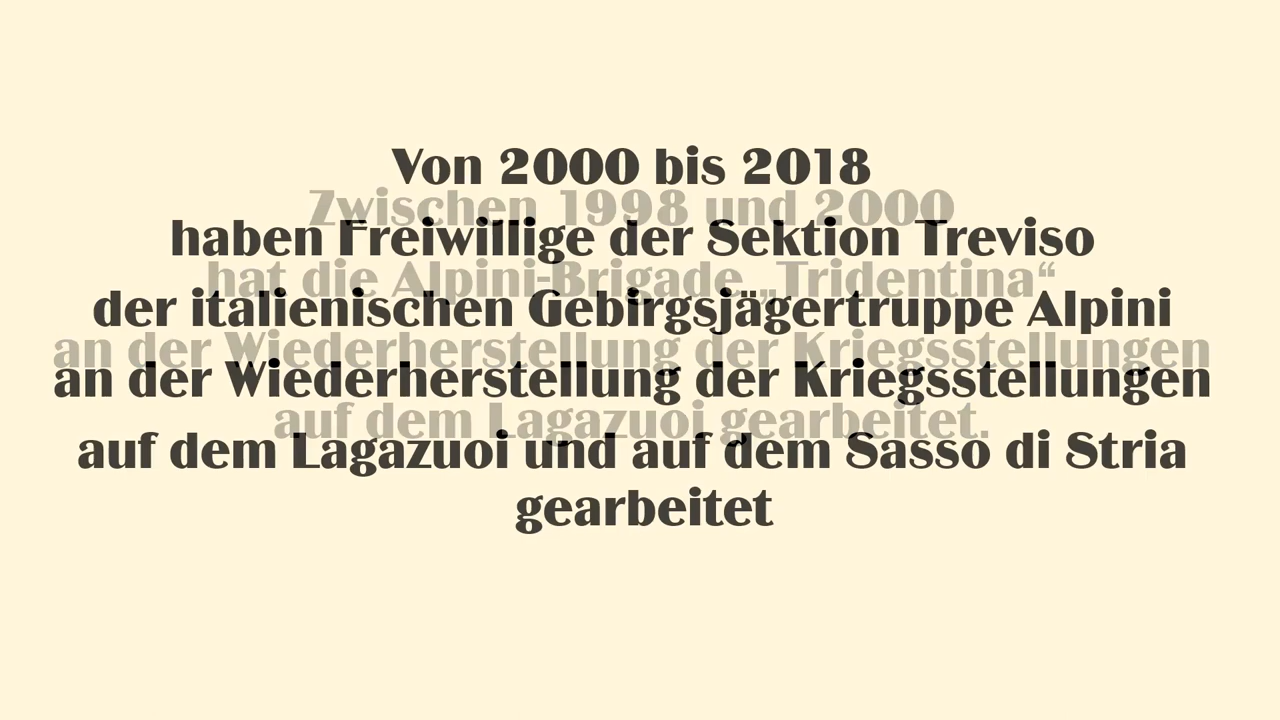 Von 2000 bis 2018
Zwischen 1998 und 2000
haben Freiwillige der Sektion Treviso
hat die Alpini-Brigade „Tridentina“
der italienischen Gebirgsjägertruppe Alpini
an der Wiederherstellung der Kriegsstellungen
an der Wiederherstellung der Kriegsstellungen
auf dem Lagazuoi gearbeitet.
auf dem Lagazuoi und auf dem Sasso di Stria
gearbeitet